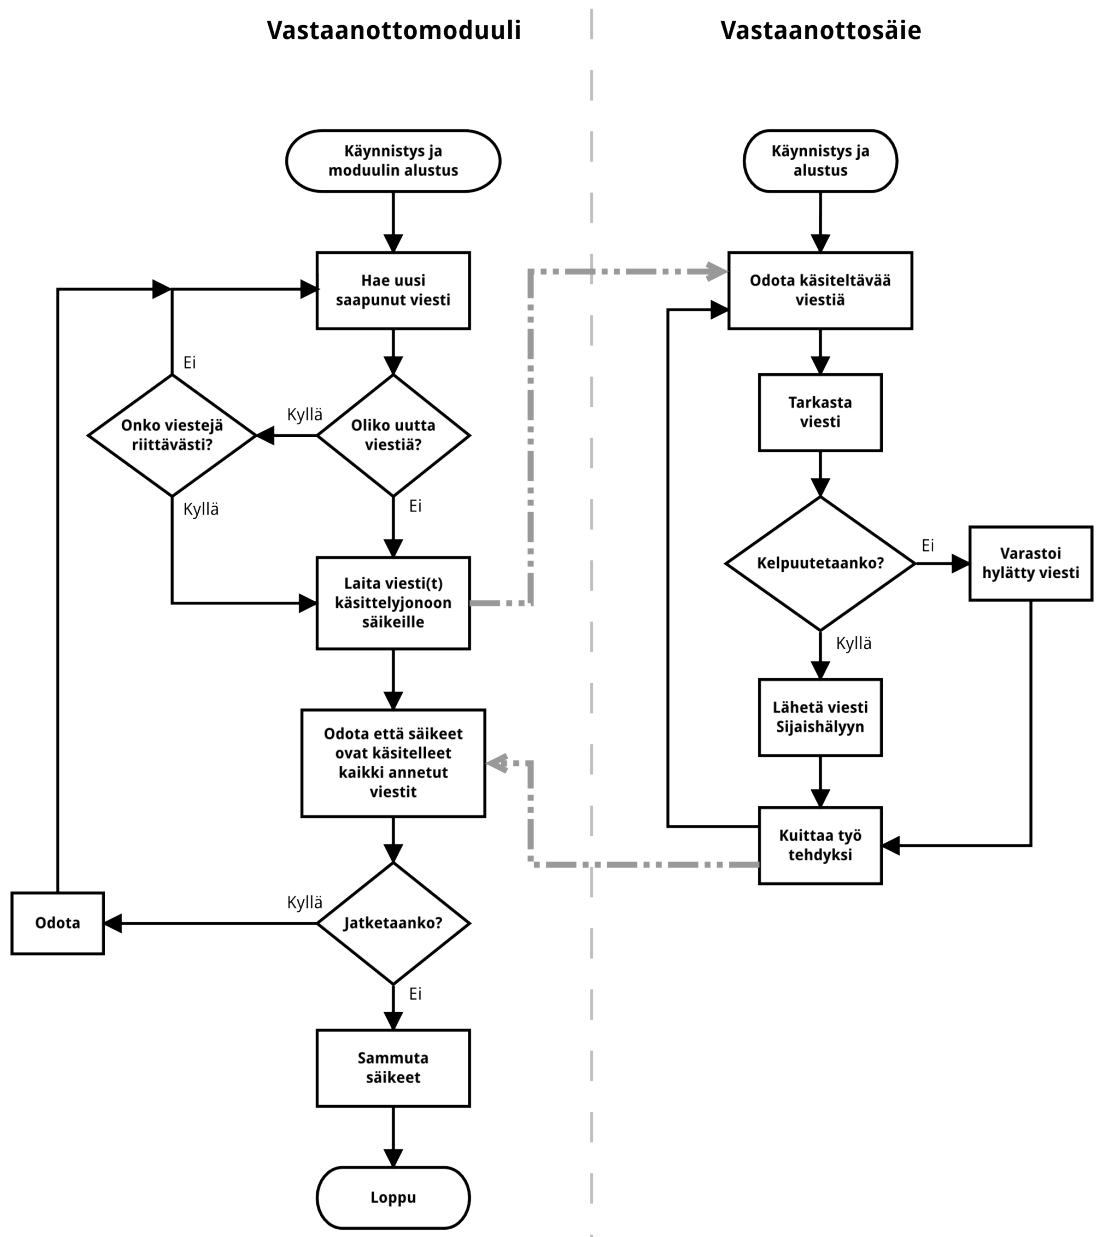 Vastaanottomoduuli
Käynnistys ja
moduulin alustus
Hae uusi
saapunut viesti
Ei
Onko viestejä
riittävästi?
Kyllä
Oliko uutta
viestiä?
Kyllä
Ei
Laita viesti(t)
käsittelyjonoon
säikeille
Odota että säikeet
ovat käsitelleet
kaikki annetut
viestit
Kyllä
Jatketaanko?
Odota
Ei
Sammuta
säikeet
Loppu
Vastaanottosäie
Käynnistys ja
alustus
Odota käsiteltävää
viestiä
Tarkasta
viesti
Kelpuutetaanko?
Ei
Varastoi
hylätty viesti
Kyllä
Lähetä viesti
Sijaishälyyn
Kuittaa työ
tehdyksi